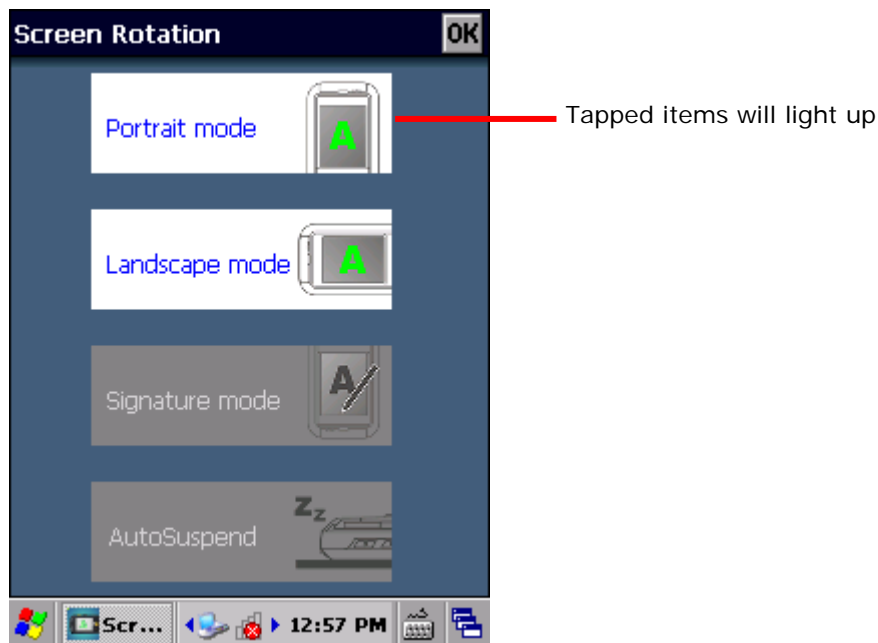 Screen Rotation OK
Portrait mode A
Tapped items will light up
Landscape mode A
Signature mode A
AutoSuspend Zz
Scr... 12:57 PM